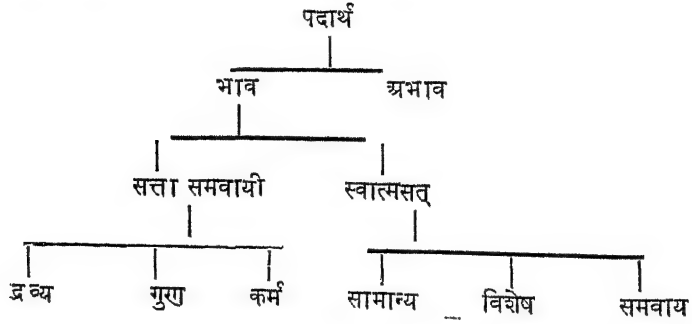 पदार्थ
भाव अभाव
सत्ता समवायी स्वात्मसत्
द्रव्य गुण कर्म सामान्य विशेष समवाय